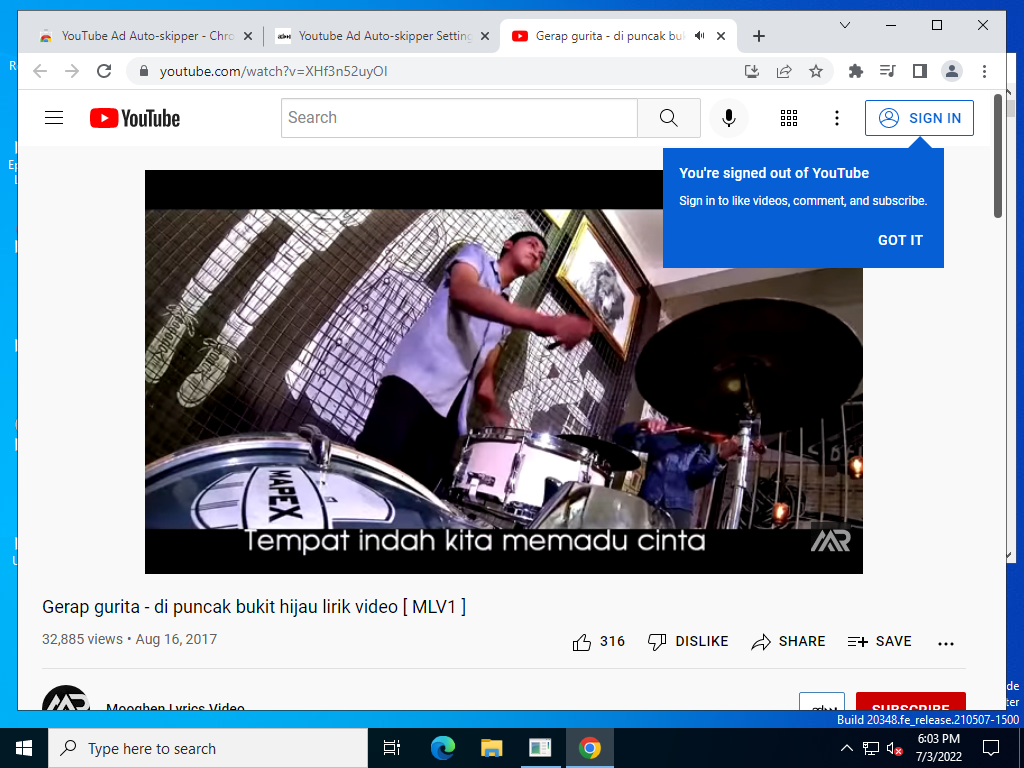 YouTube Ad Auto-skipper - Chro
Youtube Ad Auto-skipper Setting
Gerap gurita - di puncak buk
youtube.com/watch?v=XHf3n52uyOI
YouTube
Search
SIGN IN
You're signed out of YouTube
Sign in to like videos, comment, and subscribe.
GOT IT
MAPEX
Tempat indah kita memadu cinta
MR
Gerap gurita - di puncak bukit hijau lirik video [ MLV1 ]
32,885 views • Aug 16, 2017
316
DISLIKE
SHARE
SAVE
Mooghen Lyrics Video
SUBSCRIBE
Build 20348.fe_release.210507-1500
Type here to search
6:03 PM
7/3/2022